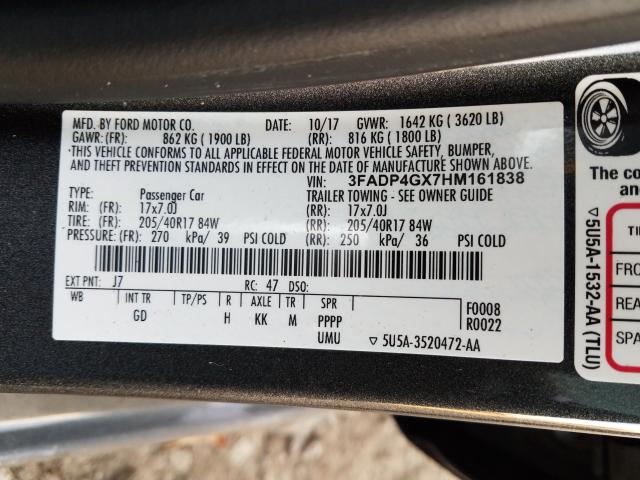 MFD. BY FORD MOTOR CO. 10/17 GVWR: 1642 KG ( 3620 LB)
GAWR: (FR): 862 KG ( 1900 LB) (RR): 816 KG ( 1800 LB)
THIS VEHICLE CONFORMS TO ALL APPLICABLE FEDERAL MOTOR VEHICLE SAFETY, BUMPER,
AND THEFT PREVENTION STANDARDS IN EFFECT ON THE DATE OF MANUFACTURE SHOWN ABOVE.
VIN: 3FADP4GX7HM161838
TYPE: Passenger Car TRAILER TOWING - SEE OWNER GUIDE
RIM: (FR) 17x7.0J (RR): 17x7.0J
TIRE: (FR) 205/40R17 84W (RR): 205/40R17 84W
PRESSURE: (FR) 270 kPa/ 39 PSI COLD (RR): 250 kPa/ 36 PSI COLD
EXT PNT: J7 RC: 47 DSO:
WB INT TR TP/PS R AXLE TR SPR F0008
GD H KK M PPPP R0022
UMU ▽ 5U5A-3520472-AA
▽ 5U5A-1532-AA (TLU)
The co
and
TI
FRO
REA
SPA